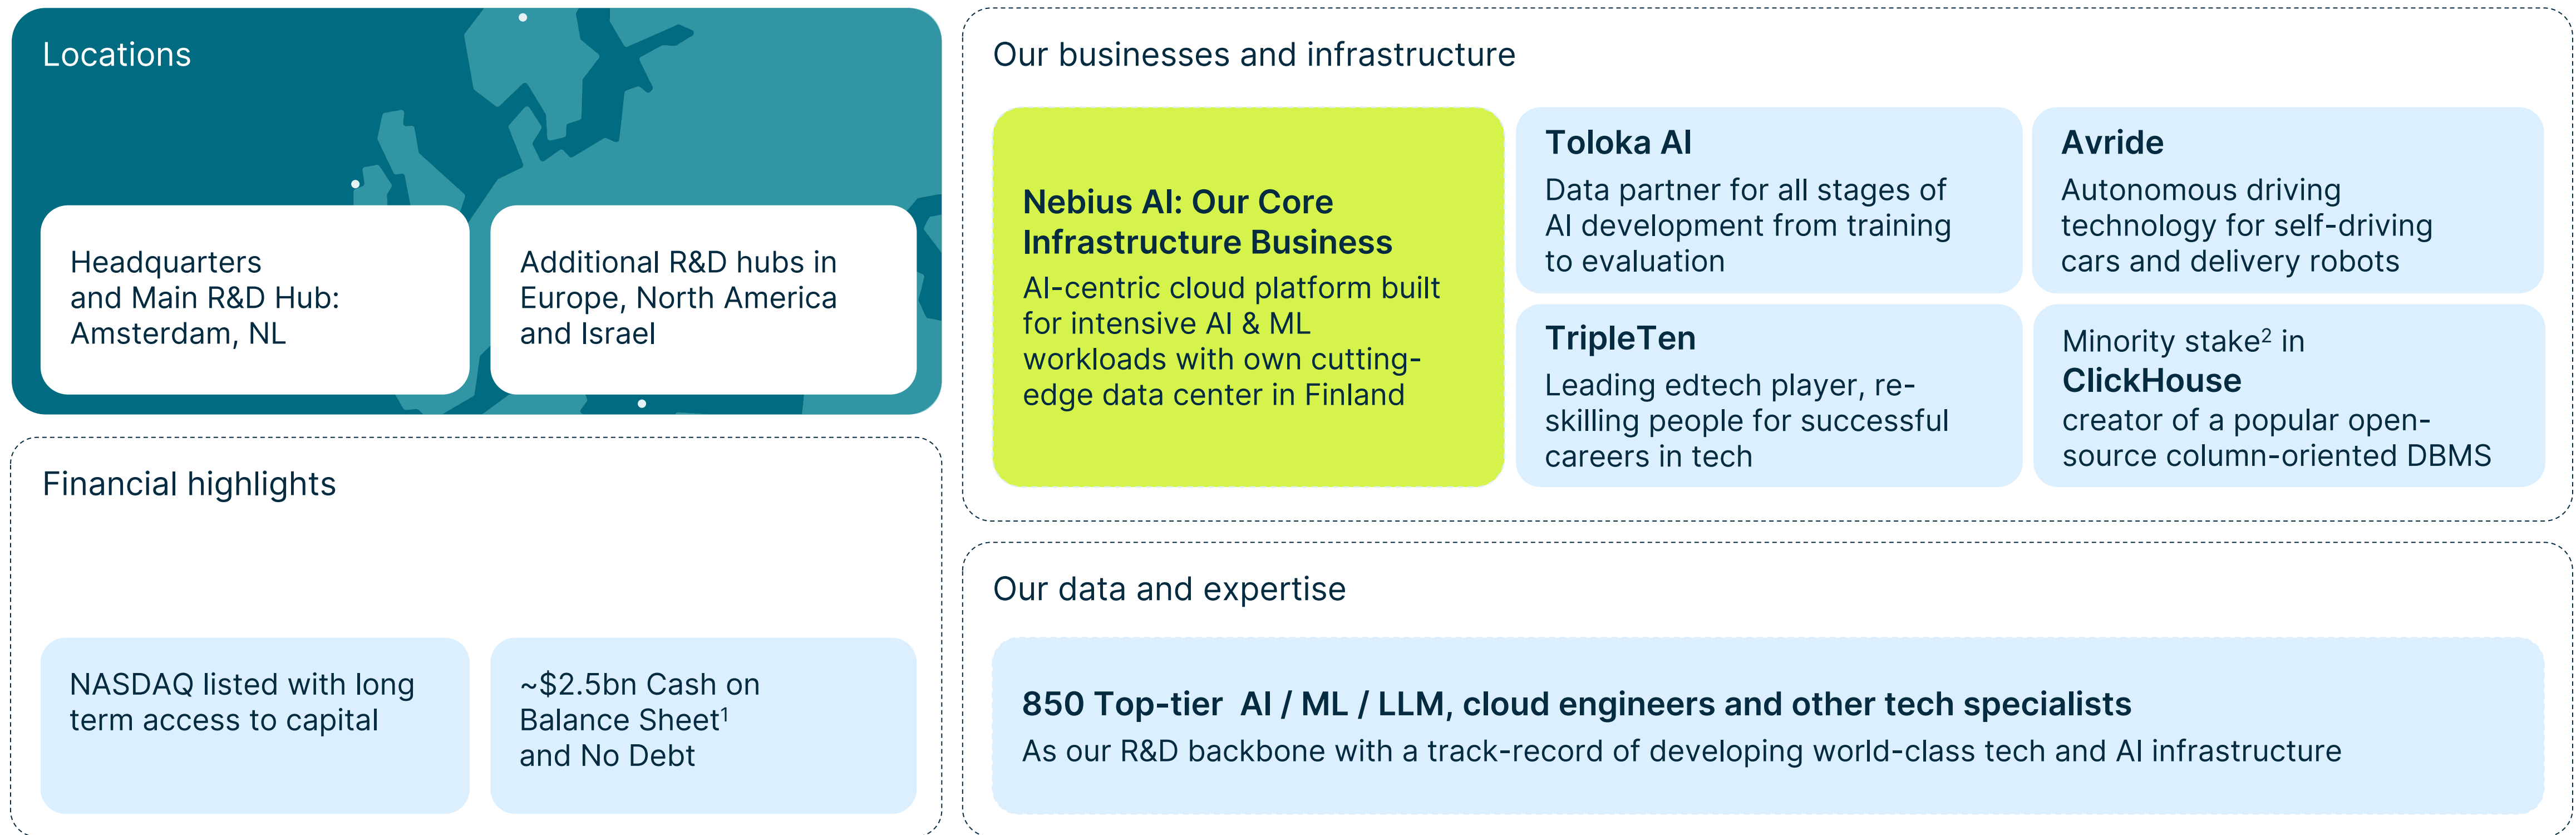 Locations
Headquarters
and Main R&D Hub:
Amsterdam, NL
Additional R&D hubs in
Europe, North America
and Israel
Financial highlights
NASDAQ listed with long
term access to capital
~$2.5bn Cash on
Balance Sheet¹
and No Debt
Our businesses and infrastructure
Nebius AI: Our Core
Infrastructure Business
AI-centric cloud platform built
for intensive AI & ML
workloads with own cutting-
edge data center in Finland
Toloka AI
Data partner for all stages of
AI development from training
to evaluation
Avride
Autonomous driving
technology for self-driving
cars and delivery robots
TripleTen
Leading edtech player, re-
skilling people for successful
careers in tech
Minority stake² in
ClickHouse
creator of a popular open-
source column-oriented DBMS
Our data and expertise
850 Top-tier  AI / ML / LLM, cloud engineers and other tech specialists
As our R&D backbone with a track-record of developing world-class tech and AI infrastructure